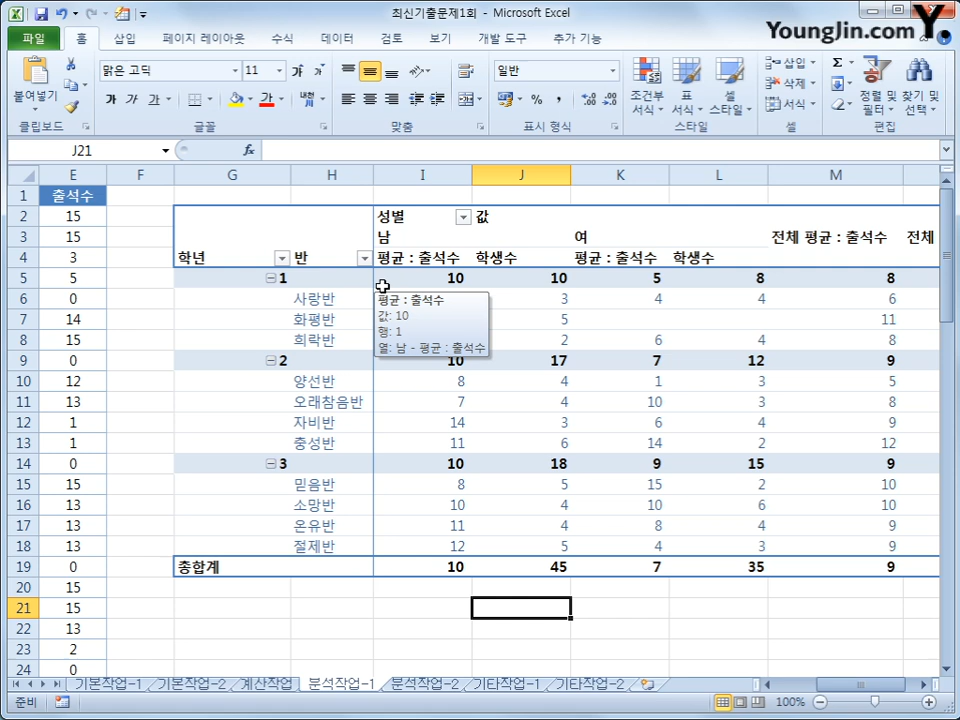 최신기출문제1회 - Microsoft Excel
YoungJin.com Y.
파일 홈 삽입 페이지 레이아웃 수식 데이터 검토 보기 개발 도구 추가 기능
붙여넣기 맑은 고딕 11 가 가 일반 조건부 서식 표 서식 셀 스타일 삽입 삭제 서식 정렬 및 필터 찾기 및 선택
가 가 가 가 내천 % ,
클립보드 글꼴 맞춤 표시 형식 스타일 셀 편집
J21 fx
E F G H I J K L M
1 출석수
2 15 성별 값
3 15 남 여 전체 평균 : 출석수 전체
4 3 학년 반 평균 : 출석수 학생수 평균 : 출석수 학생수
5 5 1 10 10 5 8 8
6 0 사랑반 3 4 4 6
7 14 화평반 5 11
8 15 희락반 2 6 4 8
평균 : 출석수
값: 10
행: 1
열: 남 - 평균 : 출석수
9 0 2 10 17 7 12 9
10 12 양선반 8 4 1 3 5
11 13 오래참음반 7 4 10 3 8
12 1 자비반 14 3 6 4 9
13 1 충성반 11 6 14 2 12
14 0 3 10 18 9 15 9
15 15 믿음반 8 5 15 2 10
16 13 소망반 10 4 10 6 10
17 13 온유반 11 4 8 4 9
18 13 절제반 12 5 4 3 9
19 0 총합계 10 45 7 35 9
20 15
21 15
22 13
23 2
24 0
기본작업-1 기본작업-2 계산작업 분석작업-1 분석작업-2 기타작업-1 기타작업-2
준비 100%